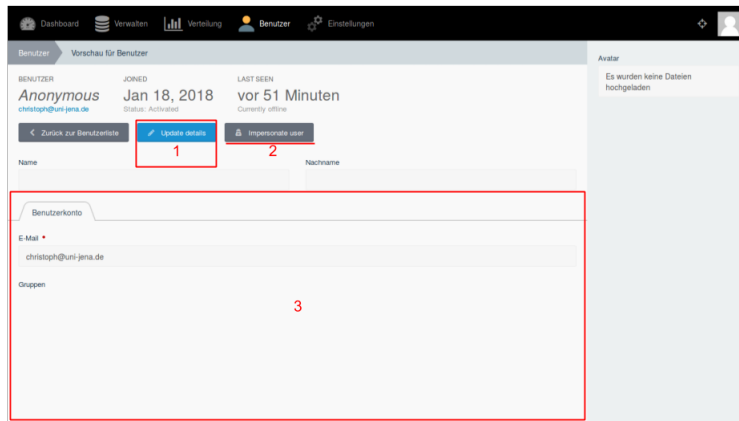 Dashboard Verwalten Verteilung Benutzer Einstellungen
Benutzer Vorschau für Benutzer
Avatar
Es wurden keine Dateien
hochgeladen
BENUTZER JOINED LAST SEEN
Anonymous Jan 18, 2018 vor 51 Minuten
christoph@uni-jena.de Status: Activated Currently offline
Zurück zur Benutzerliste Update details Impersonate user
1 2
Name Nachname
Benutzerkonto
E-Mail *
christoph@uni-jena.de
Gruppen
3